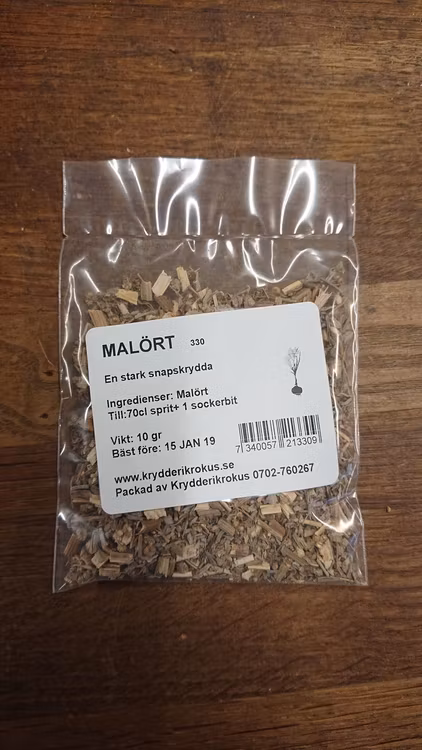 MALÖRT 330
En stark snapskrydda
Ingredienser: Malört
Till:70cl sprit+ 1 sockerbit
Vikt: 10 gr
Bäst före: 15 JAN 19
7 340057 213309
www.krydderikrokus.se
Packad av Krydderikrokus 0702-760267